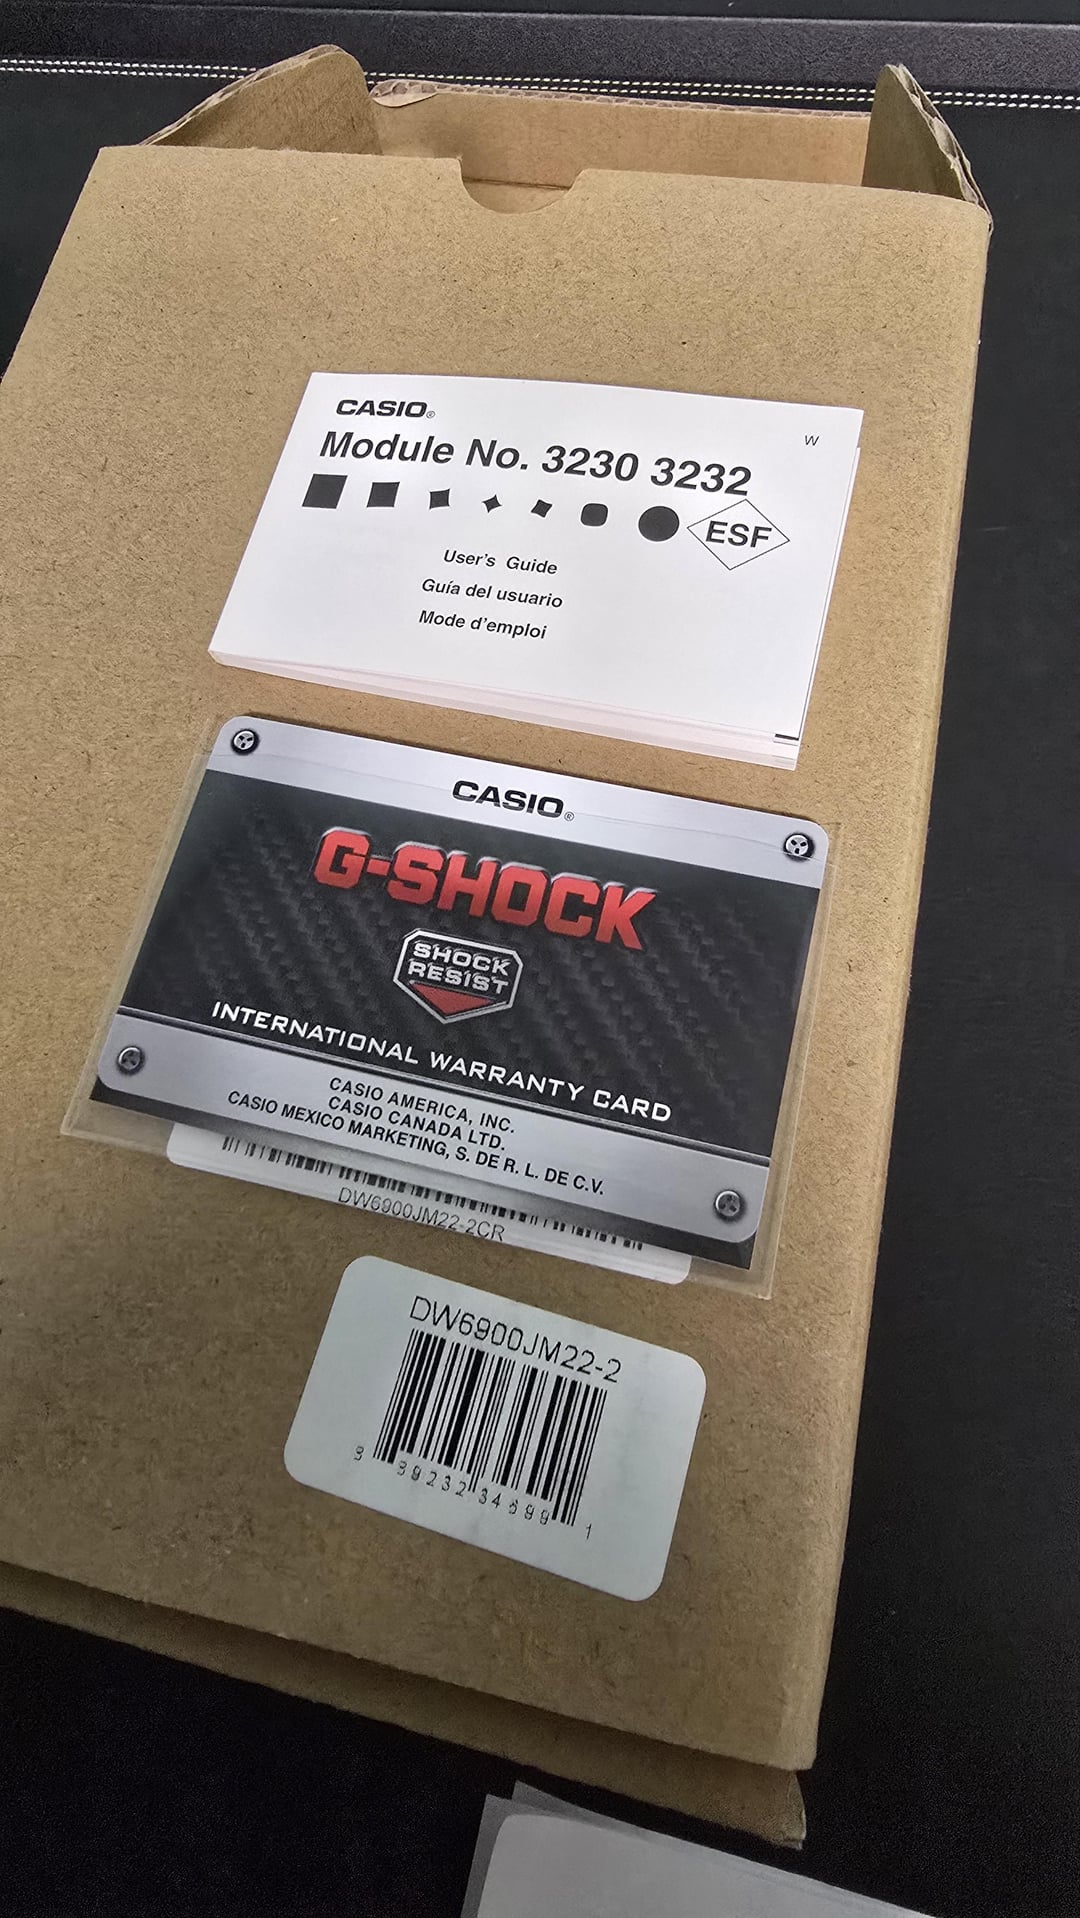 CASIO®
W
Module No. 3230 3232
ESF
User's Guide
Guía del usuario
Mode d'emploi
CASIO®
G-SHOCK
SHOCK
RESIST
INTERNATIONAL WARRANTY CARD
CASIO AMERICA, INC.
CASIO CANADA LTD.
CASIO MEXICO MARKETING, S. DE R. L. DE C.V.
DW6900JM22-2CR
DW6900JM22-2